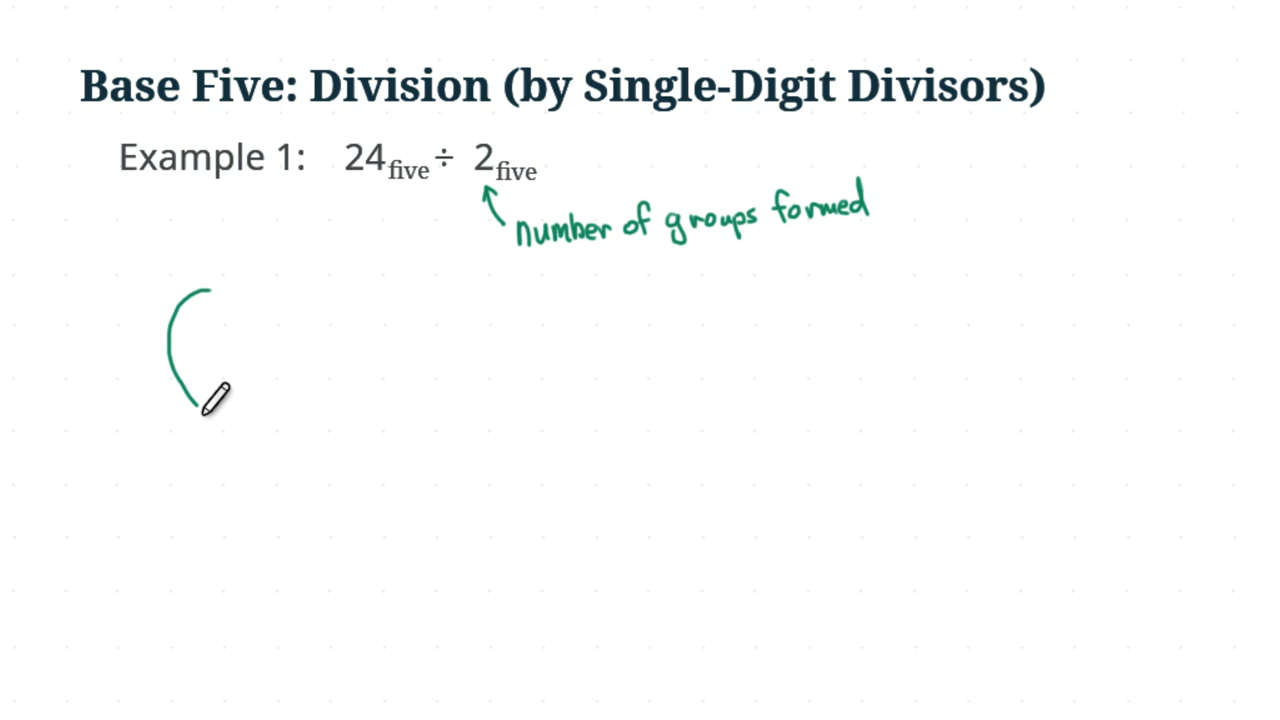 Base Five: Division (by Single-Digit Divisors)
Example 1: 24five ÷ 2five
number of groups formed